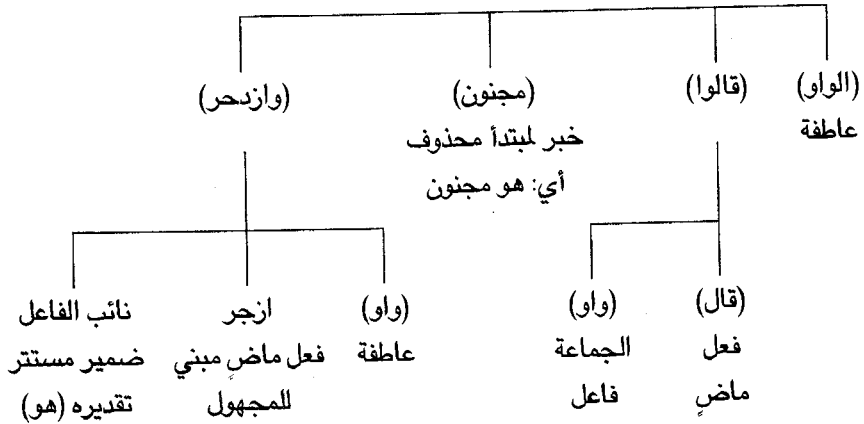 (الواو)
عاطفة
(قالوا)
(مجنون)
خبر لمبتدأ محذوف
أي: هو مجنون
(وازدحر)
(قال)
فعل
ماضٍ
(واو)
الجماعة
فاعل
(واو)
عاطفة
ازجر
فعل ماضٍ مبني
للمجهول
نائب الفاعل
ضمير مستتر
تقديره (هو)